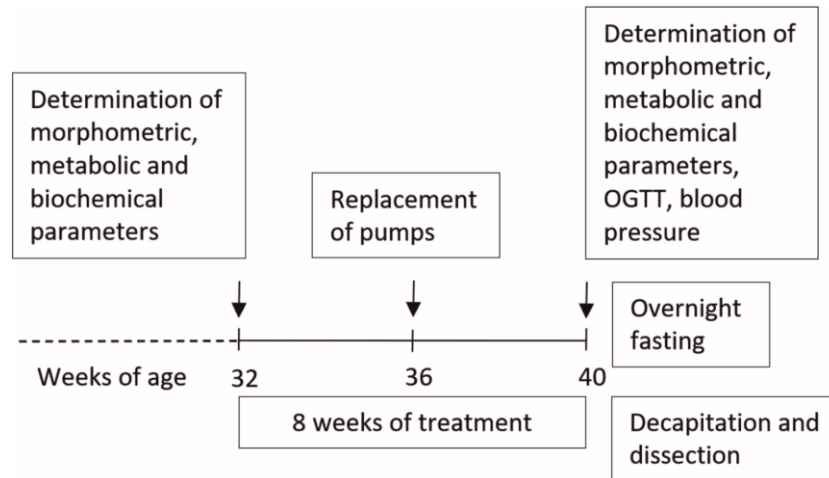 Determination of
morphometric,
metabolic and
biochemical
parameters
Replacement
of pumps
Determination of
morphometric,
metabolic and
biochemical
parameters,
OGTT, blood
pressure
Overnight
fasting
Weeks of age
32
36
40
8 weeks of treatment
Decapitation and
dissection